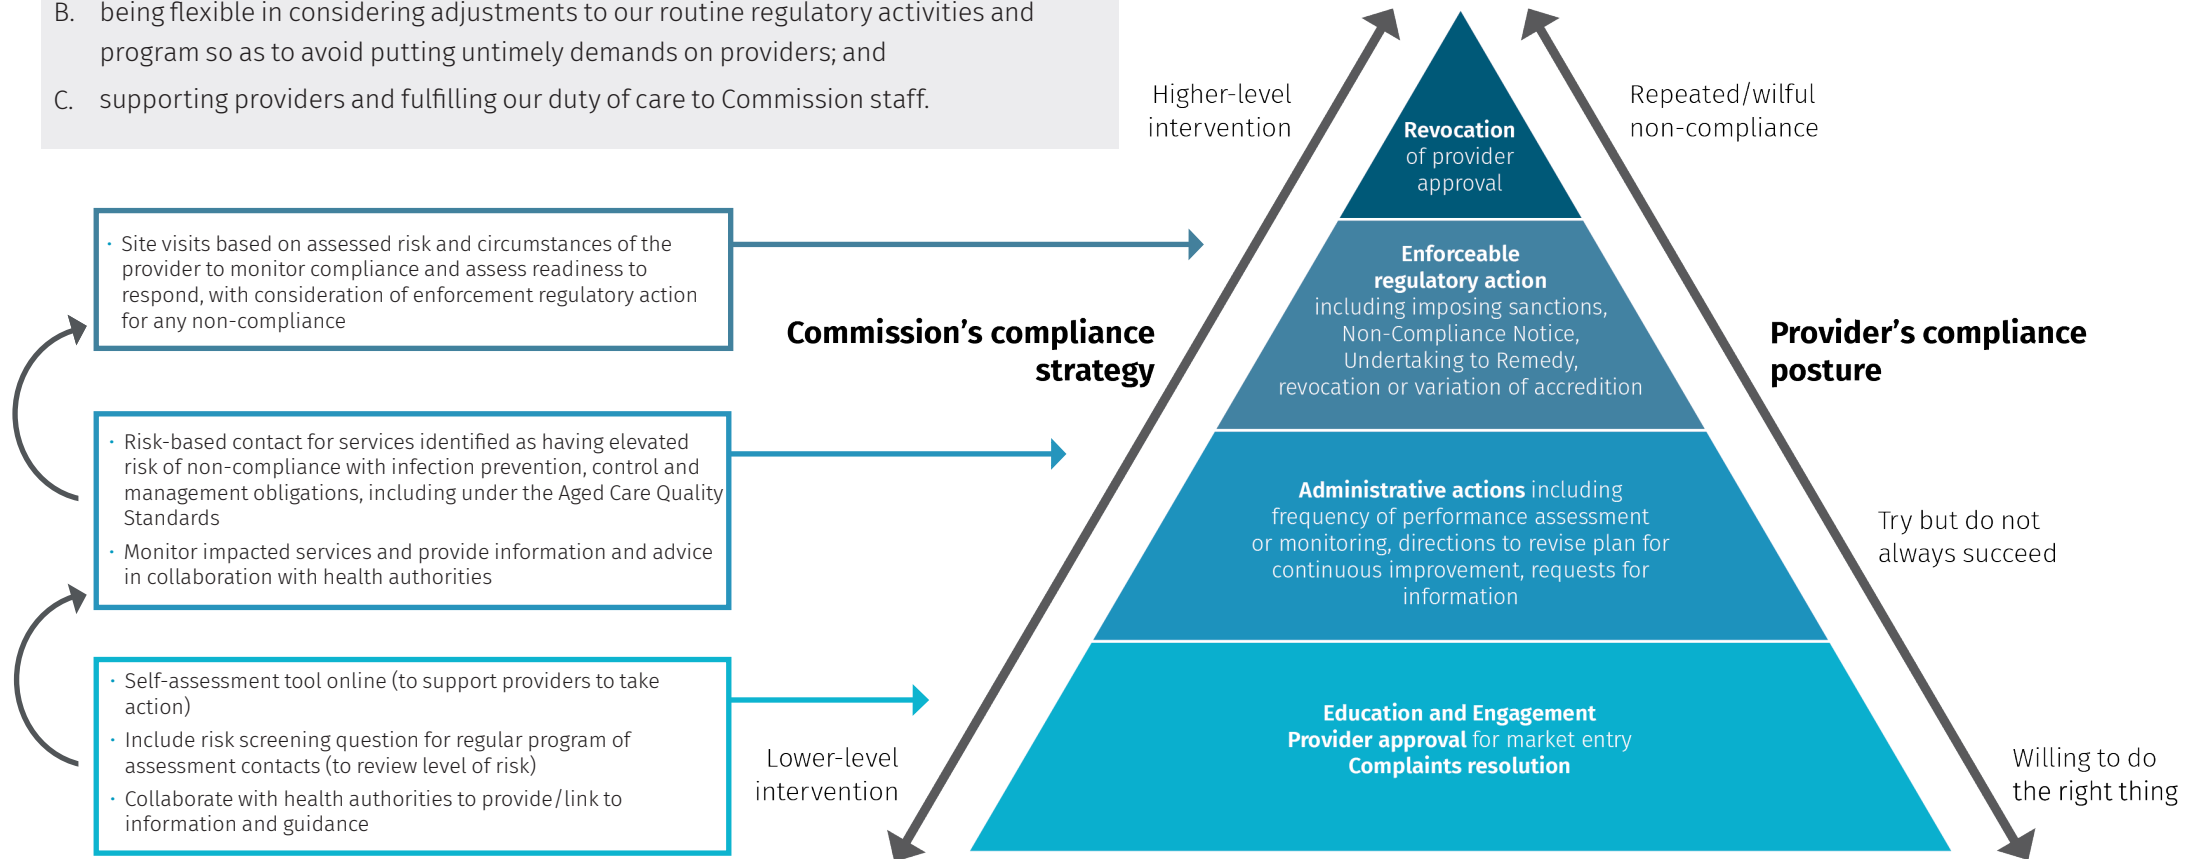 B. being flexible in considering adjustments to our routine regulatory activities and
program so as to avoid putting untimely demands on providers; and
C. supporting providers and fulfilling our duty of care to Commission staff.
· Site visits based on assessed risk and circumstances of the
provider to monitor compliance and assess readiness to
respond, with consideration of enforcement regulatory action
for any non-compliance
· Risk-based contact for services identified as having elevated
risk of non-compliance with infection prevention, control and
management obligations, including under the Aged Care Quality
Standards
· Monitor impacted services and provide information and advice
in collaboration with health authorities
· Self-assessment tool online (to support providers to take
action)
· Include risk screening question for regular program of
assessment contacts (to review level of risk)
· Collaborate with health authorities to provide/link to
information and guidance
Higher-level
intervention
Commission's compliance
strategy
Lower-level
intervention
Revocation
of provider
approval
Enforceable
regulatory action
including imposing sanctions,
Non-Compliance Notice,
Undertaking to Remedy,
revocation or variation of accredition
Administrative actions including
frequency of performance assessment
or monitoring, directions to revise plan for
continuous improvement, requests for
information
Education and Engagement
Provider approval for market entry
Complaints resolution
Repeated/wilful
non-compliance
Provider's compliance
posture
Try but do not
always succeed
Willing to do
the right thing